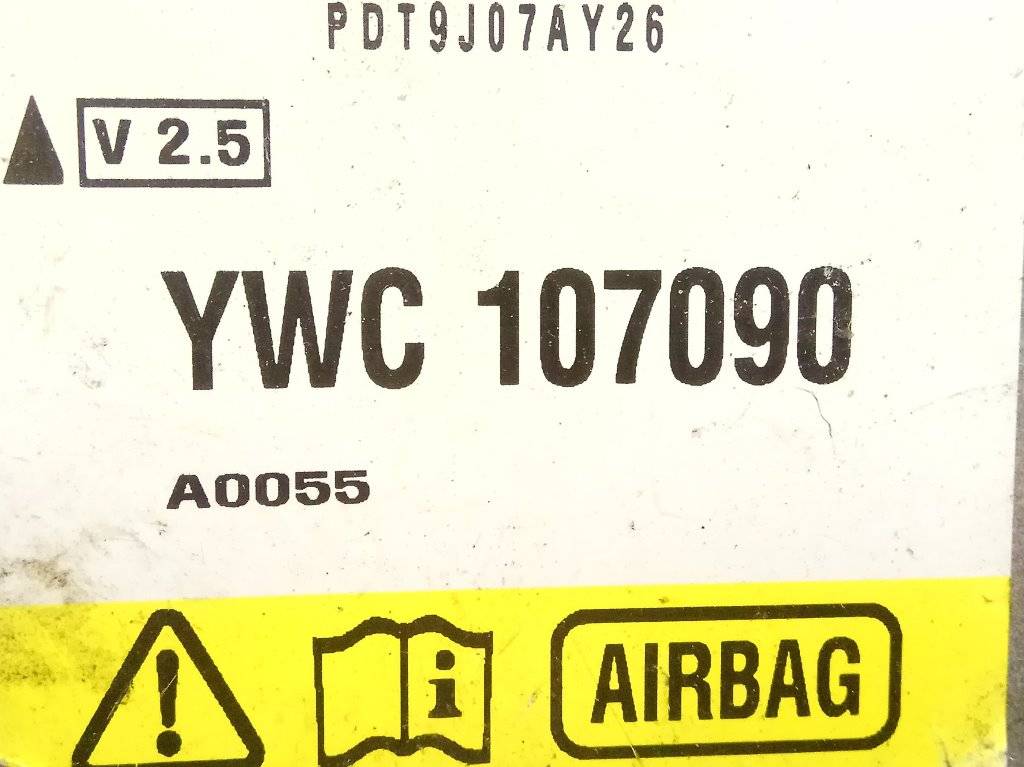 PDT9J07AY26
V 2.5
YWC 107090
A0055
! i AIRBAG